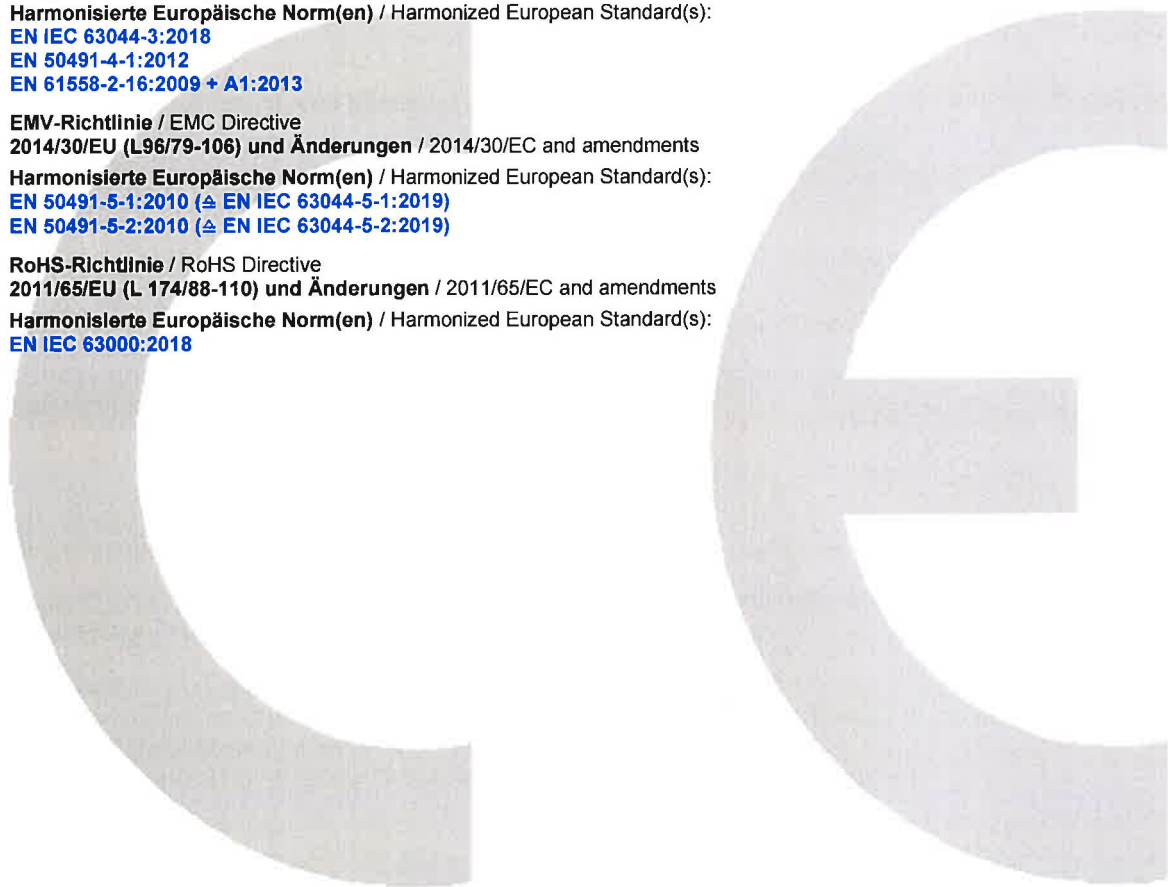 Harmonisierte Europäische Norm(en) / Harmonized European Standard(s):
EN IEC 63044-3:2018
EN 50491-4-1:2012
EN 61558-2-16:2009 + A1:2013
EMV-Richtlinie / EMC Directive
2014/30/EU (L96/79-106) und Änderungen / 2014/30/EC and amendments
Harmonisierte Europäische Norm(en) / Harmonized European Standard(s):
EN 50491-5-1:2010 (≙ EN IEC 63044-5-1:2019)
EN 50491-5-2:2010 (≙ EN IEC 63044-5-2:2019)
RoHS-Richtlinie / RoHS Directive
2011/65/EU (L 174/88-110) und Änderungen / 2011/65/EC and amendments
Harmonisierte Europäische Norm(en) / Harmonized European Standard(s):
EN IEC 63000:2018
CE